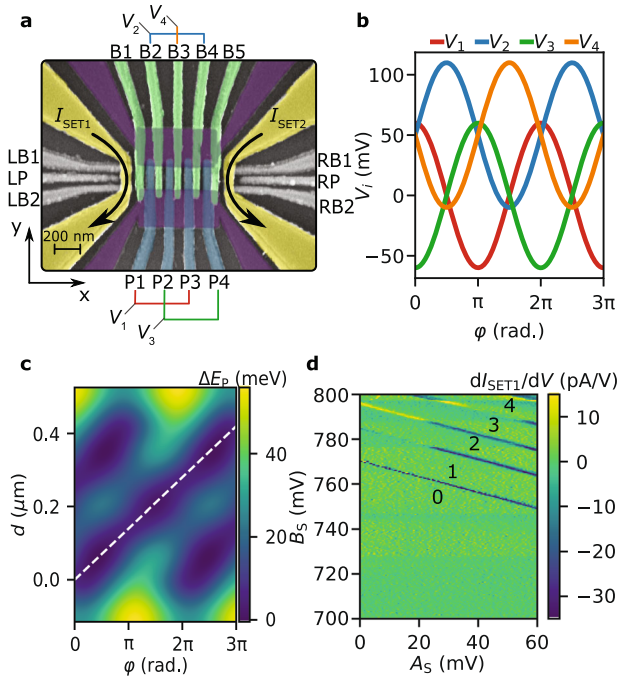 a
V2 V4
B1 B2 B3 B4 B5
ISET1 ISET2
LB1 RB1
LP RP
LB2 RB2
y
200 nm
x
P1 P2 P3 P4
V1
V3
b
V1 V2 V3 V4
100
50
0
−50
Vi (mV)
0 π 2π 3π
φ (rad.)
c
ΔEP (meV)
0.4
0.2
0.0
d (μm)
0 π 2π 3π
φ (rad.)
40
20
0
d
dISET1/dV (pA/V)
800
780
760
740
720
700
BS (mV)
4
3
2
1
0
0 20 40 60
AS (mV)
10
0
−10
−20
−30